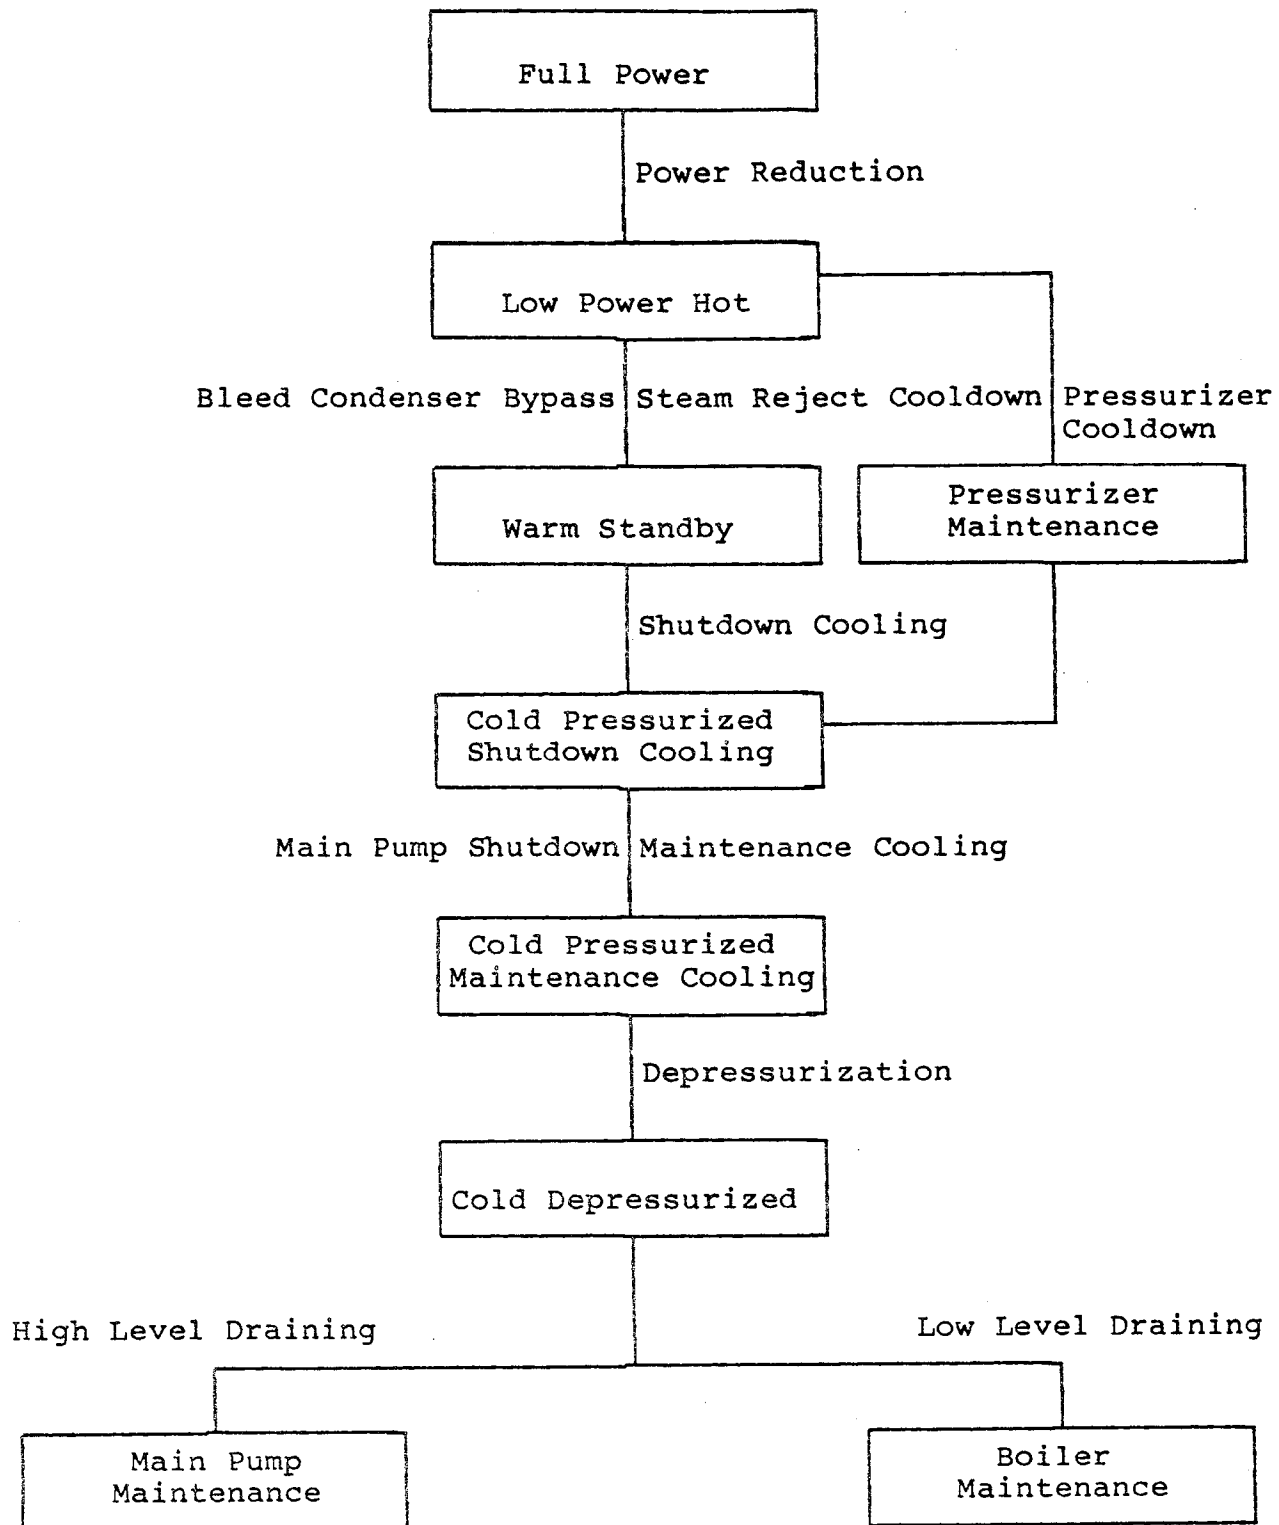 Full Power
Power Reduction
Low Power Hot
Bleed Condenser Bypass
Steam Reject Cooldown
Pressurizer
Cooldown
Warm Standby
Pressurizer
Maintenance
Shutdown Cooling
Cold Pressurized
Shutdown Cooling
Main Pump Shutdown
Maintenance Cooling
Cold Pressurized
Maintenance Cooling
Depressurization
Cold Depressurized
High Level Draining
Low Level Draining
Main Pump
Maintenance
Boiler
Maintenance